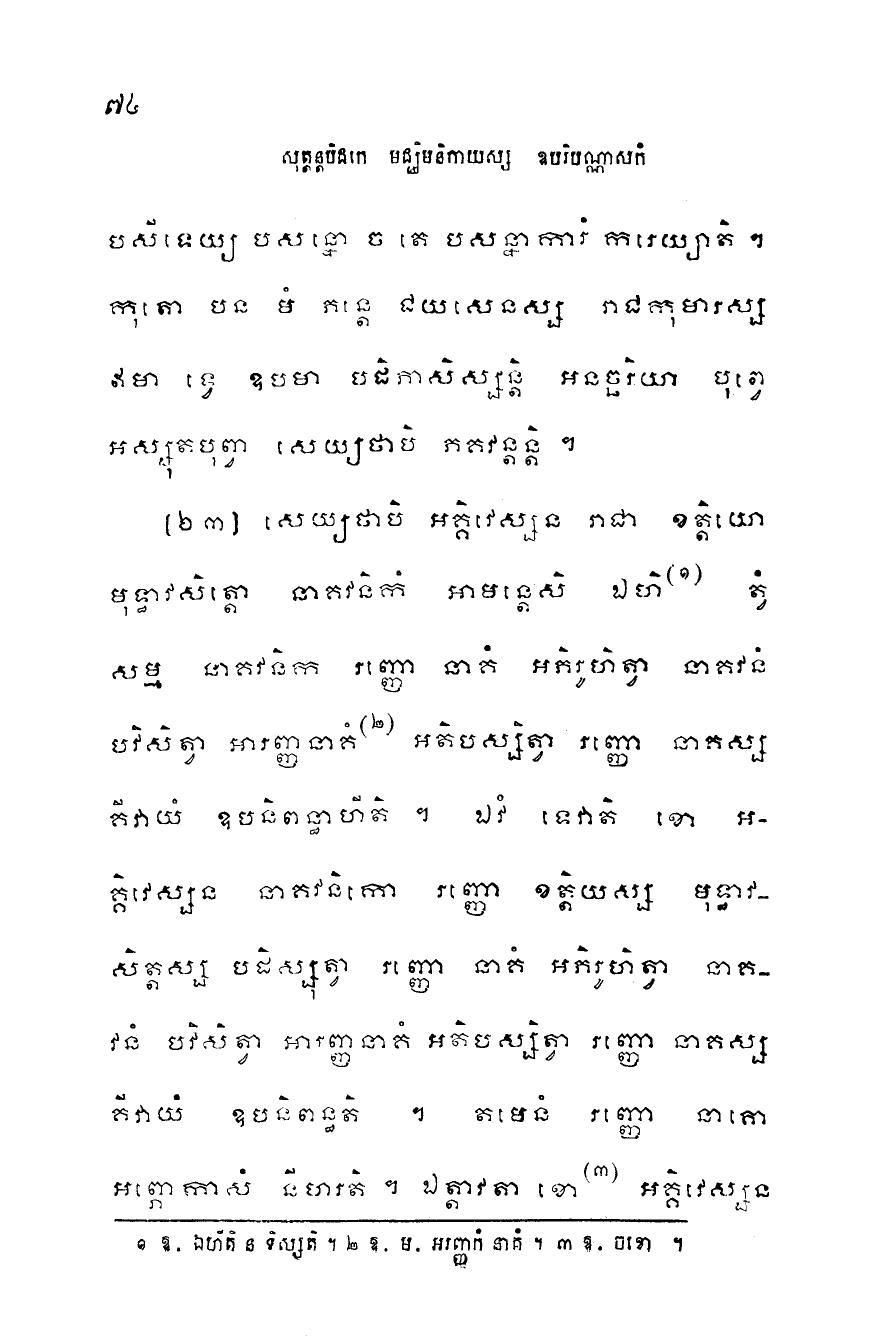 ៧៤
សុត្តន្តបិដកេ មជ្ឈិមនិកាយស្ស ឧបរិបណ្ណាសកំ
បសីទេយ្យ បសន្នោ ច តេ បសន្នាការំ ករេយ្យាតិ ។
កុតោ បន មំ ភន្តេ ជយសេនស្ស រាជកុមារស្ស
ឥមា ទ្វេ ឧបមា បដិភាសិស្សន្តិ អនច្ឆរិយា បុព្វេ
អស្សុតបុព្វា សេយ្យថាបិ ភគវន្តន្តិ ។
[២៣] សេយ្យថាបិ អគ្គិវេស្សន រាជា ខត្តិយោ
មុទ្ធាវសិត្តោ នាគវនិកំ អាមន្តេសិ ឯហិ(១) ត្វំ
សម្ម នាគវនិក រញ្ញោ នាគំ អភិរូហិត្វា នាគវនំ
បវិសិត្វា អារញ្ញនាគំ(២) អតិបស្សិត្វា រញ្ញោ នាគស្ស
គីវាយំ ឧបនិពន្ធាហីតិ ។ ឯវំ ទេវាតិ ខោ អ-
គ្គិវេស្សន នាគវនិកោ រញ្ញោ ខត្តិយស្ស មុទ្ធាវ-
សិត្តស្ស បដិស្សុត្វា រញ្ញោ នាគំ អភិរូហិត្វា នាគ-
វនំ បវិសិត្វា អារញ្ញនាគំ អតិបស្សិត្វា រញ្ញោ នាគស្ស
គីវាយំ ឧបនិពន្ធតិ ។ តមេនំ រញ្ញោ នាគោ
អព្ភោកាសំ នីហរតិ ។ ឯត្តាវតា ខោ(៣) អគ្គិវេស្សន
១ ឱ. ឯហីតិ ន ទិស្សតិ ។ ២ ឱ. ម. អរញ្ញកំ នាគំ ។ ៣ ឱ. ចខោ ។